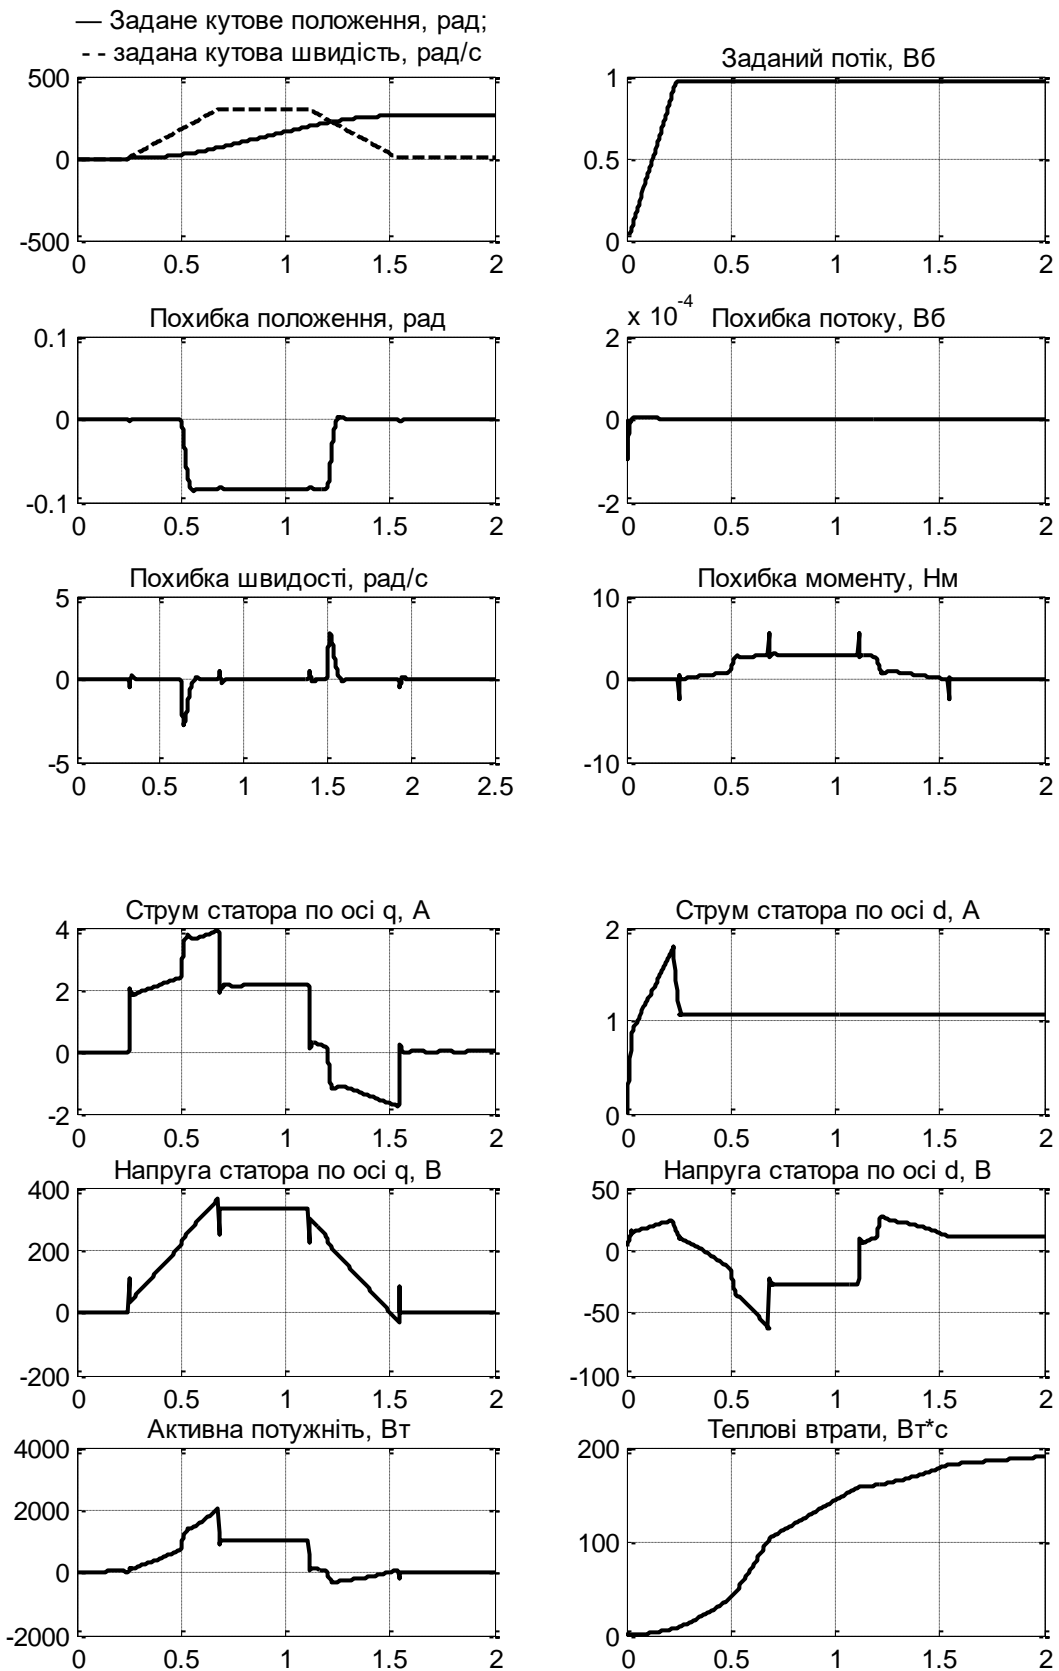 — Задане кутове положення, рад;
- - задана кутова швидість, рад/с
Заданий потік, Вб
500
0
-500
0 0.5 1 1.5 2
1
0.5
0
0 0.5 1 1.5 2
Похибка положення, рад
x 10-4 Похибка потоку, Вб
0.1
0
-0.1
0 0.5 1 1.5 2
2
0
-2
0 0.5 1 1.5 2
Похибка швидості, рад/с
Похибка моменту, Нм
5
0
-5
0 0.5 1 1.5 2 2.5
10
0
-10
0 0.5 1 1.5 2
Струм статора по осі q, А
Струм статора по осі d, А
4
2
0
-2
0 0.5 1 1.5 2
2
1
0
0 0.5 1 1.5 2
Напруга статора по осі q, В
Напруга статора по осі d, В
400
200
0
-200
0 0.5 1 1.5 2
50
0
-50
-100
0 0.5 1 1.5 2
Активна потужніть, Вт
Теплові втрати, Вт*с
4000
2000
0
-2000
0 0.5 1 1.5 2
200
100
0
0 0.5 1 1.5 2